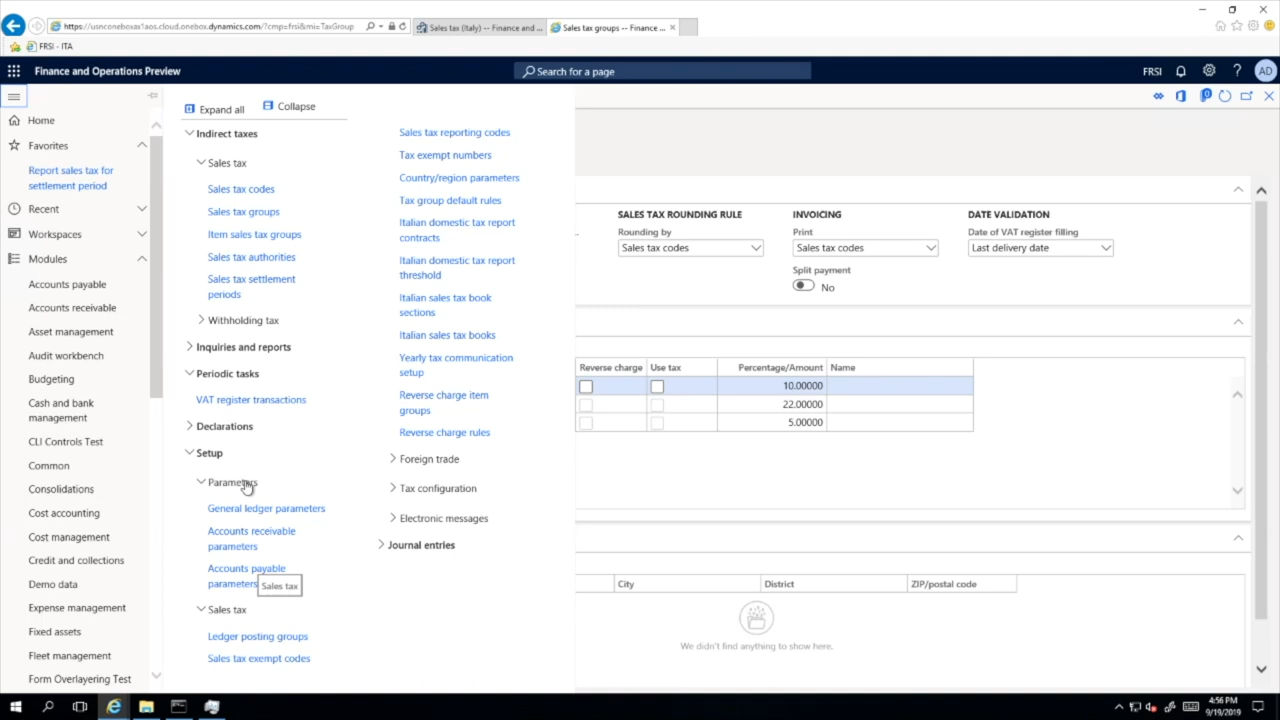 https://usnconeboxax1aos.cloud.onebox.dynamics.com/?cmp=frsi&mi=TaxGroup
Sales tax (Italy) -- Finance and ...
Sales tax groups -- Finance ...
FRSI - ITA
Finance and Operations Preview
Search for a page
FRSI
AD
Home
Favorites
Report sales tax for
settlement period
Recent
Workspaces
Modules
Accounts payable
Accounts receivable
Asset management
Audit workbench
Budgeting
Cash and bank
management
CLI Controls Test
Common
Consolidations
Cost accounting
Cost management
Credit and collections
Demo data
Expense management
Fixed assets
Fleet management
Form Overlayering Test
Expand all
Collapse
Indirect taxes
Sales tax
Sales tax codes
Sales tax groups
Item sales tax groups
Sales tax authorities
Sales tax settlement
periods
Withholding tax
Inquiries and reports
Periodic tasks
VAT register transactions
Declarations
Setup
Parameters
General ledger parameters
Accounts receivable
parameters
Accounts payable
parameters
Sales tax
Sales tax
Ledger posting groups
Sales tax exempt codes
Sales tax reporting codes
Tax exempt numbers
Country/region parameters
Tax group default rules
Italian domestic tax report
contracts
Italian domestic tax report
threshold
Italian sales tax book
sections
Italian sales tax books
Yearly tax communication
setup
Reverse charge item
groups
Reverse charge rules
Foreign trade
Tax configuration
Electronic messages
Journal entries
SALES TAX ROUNDING RULE
Rounding by
Sales tax codes
INVOICING
Print
Sales tax codes
Split payment
No
DATE VALIDATION
Date of VAT register filling
Last delivery date
Reverse charge Use tax Percentage/Amount Name
10.00000
22.00000
5.00000
City District ZIP/postal code
We didn't find anything to show here.
4:56 PM
9/19/2019